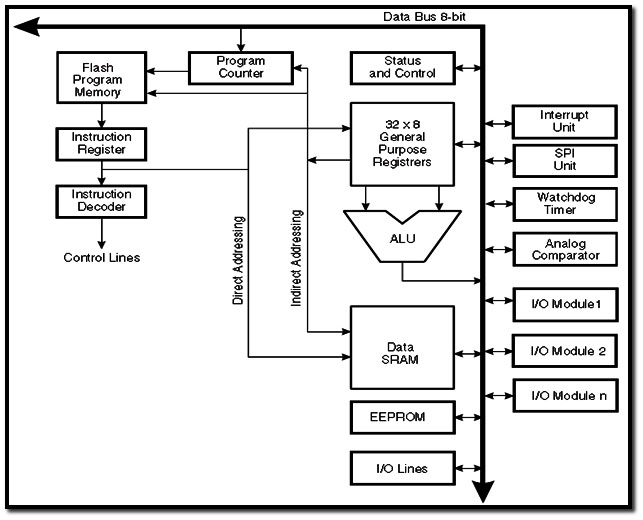 Data Bus 8-bit
Flash
Program
Memory
Program
Counter
Status
and Control
Instruction
Register
32 x 8
General
Purpose
Registrers
Interrupt
Unit
SPI
Unit
Instruction
Decoder
Watchdog
Timer
ALU
Analog
Comparator
Control Lines
Direct Addressing
Indirect Addressing
I/O Module1
Data
SRAM
I/O Module 2
I/O Module n
EEPROM
I/O Lines